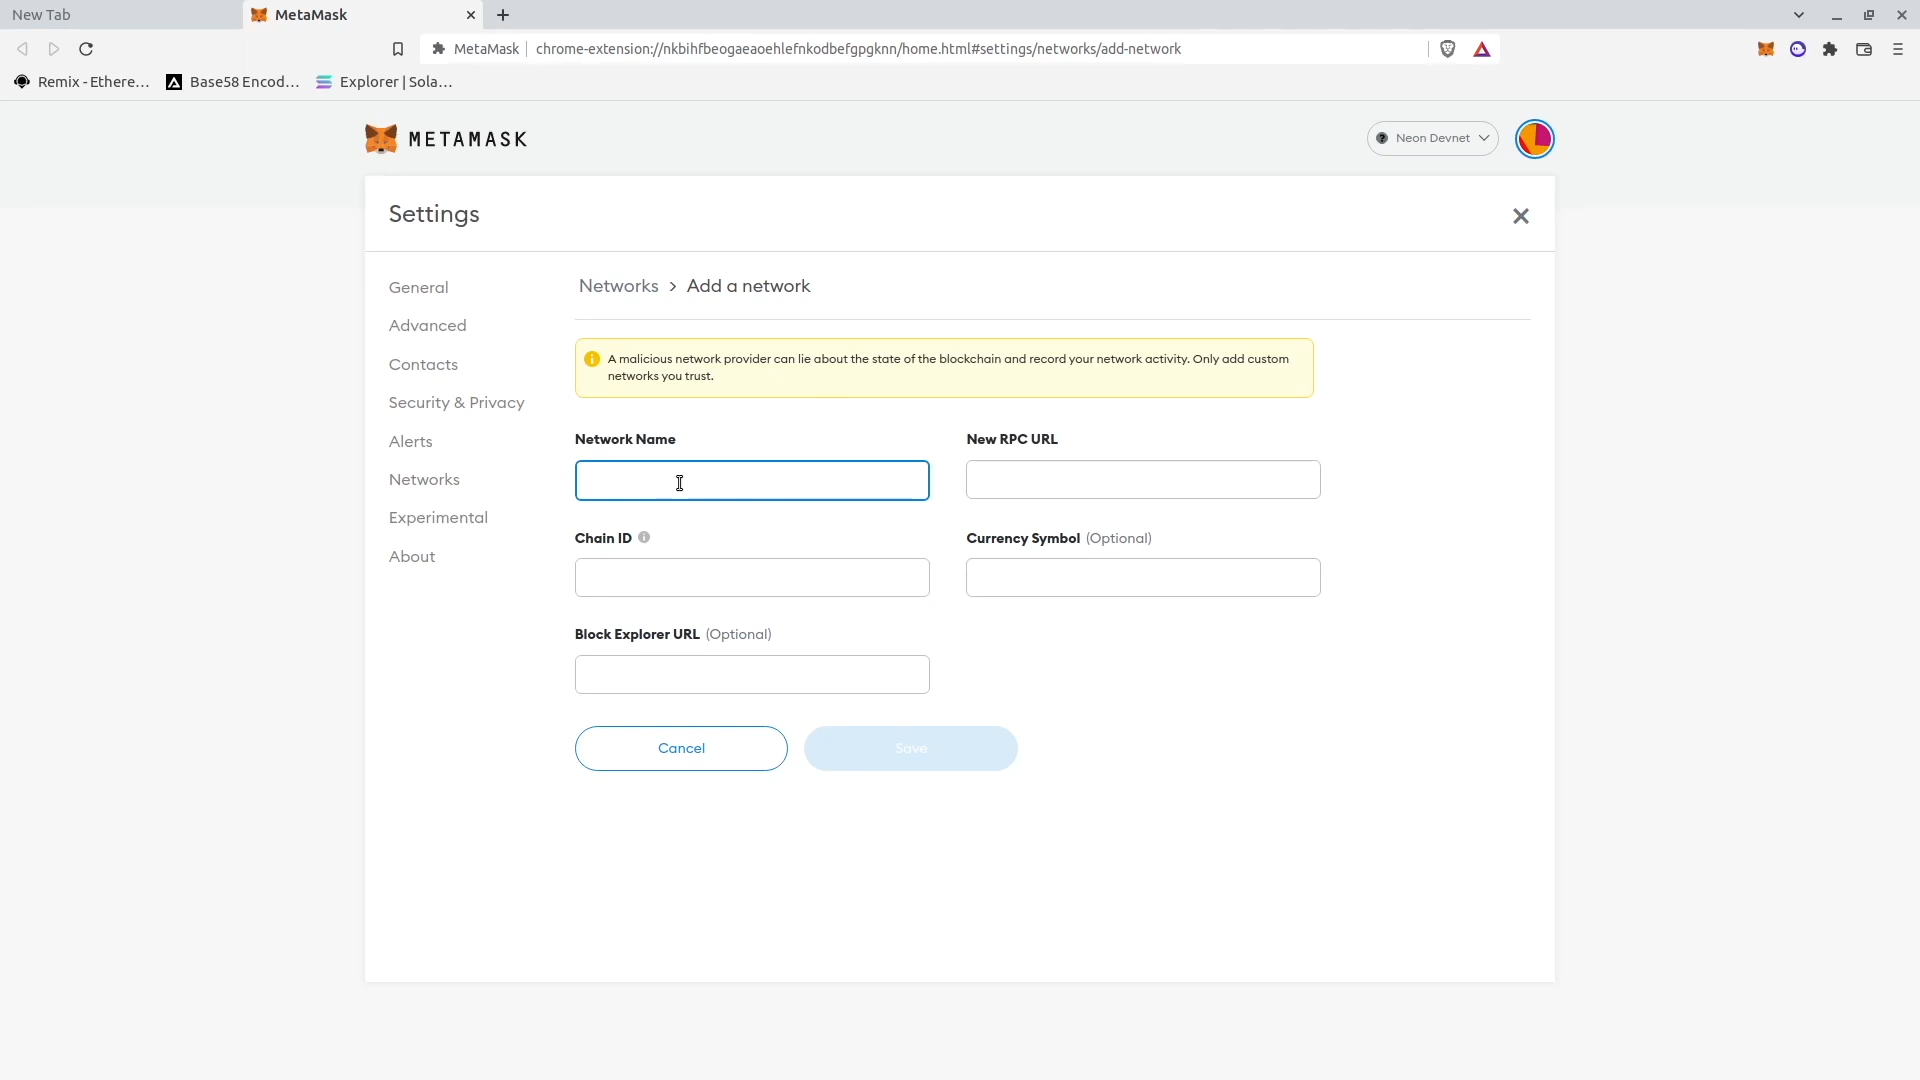 New Tab
MetaMask
MetaMask
chrome-extension://nkbihfbeogaeaoehlefnkodbefgpgknn/home.html#settings/networks/add-network
Remix - Ethere...
Base58 Encod...
Explorer | Sola...
METAMASK
Neon Devnet
Settings
General
Advanced
Contacts
Security & Privacy
Alerts
Networks
Experimental
About
Networks > Add a network
A malicious network provider can lie about the state of the blockchain and record your network activity. Only add custom
networks you trust.
Network Name
New RPC URL
Chain ID
Currency Symbol (Optional)
Block Explorer URL (Optional)
Cancel
Save